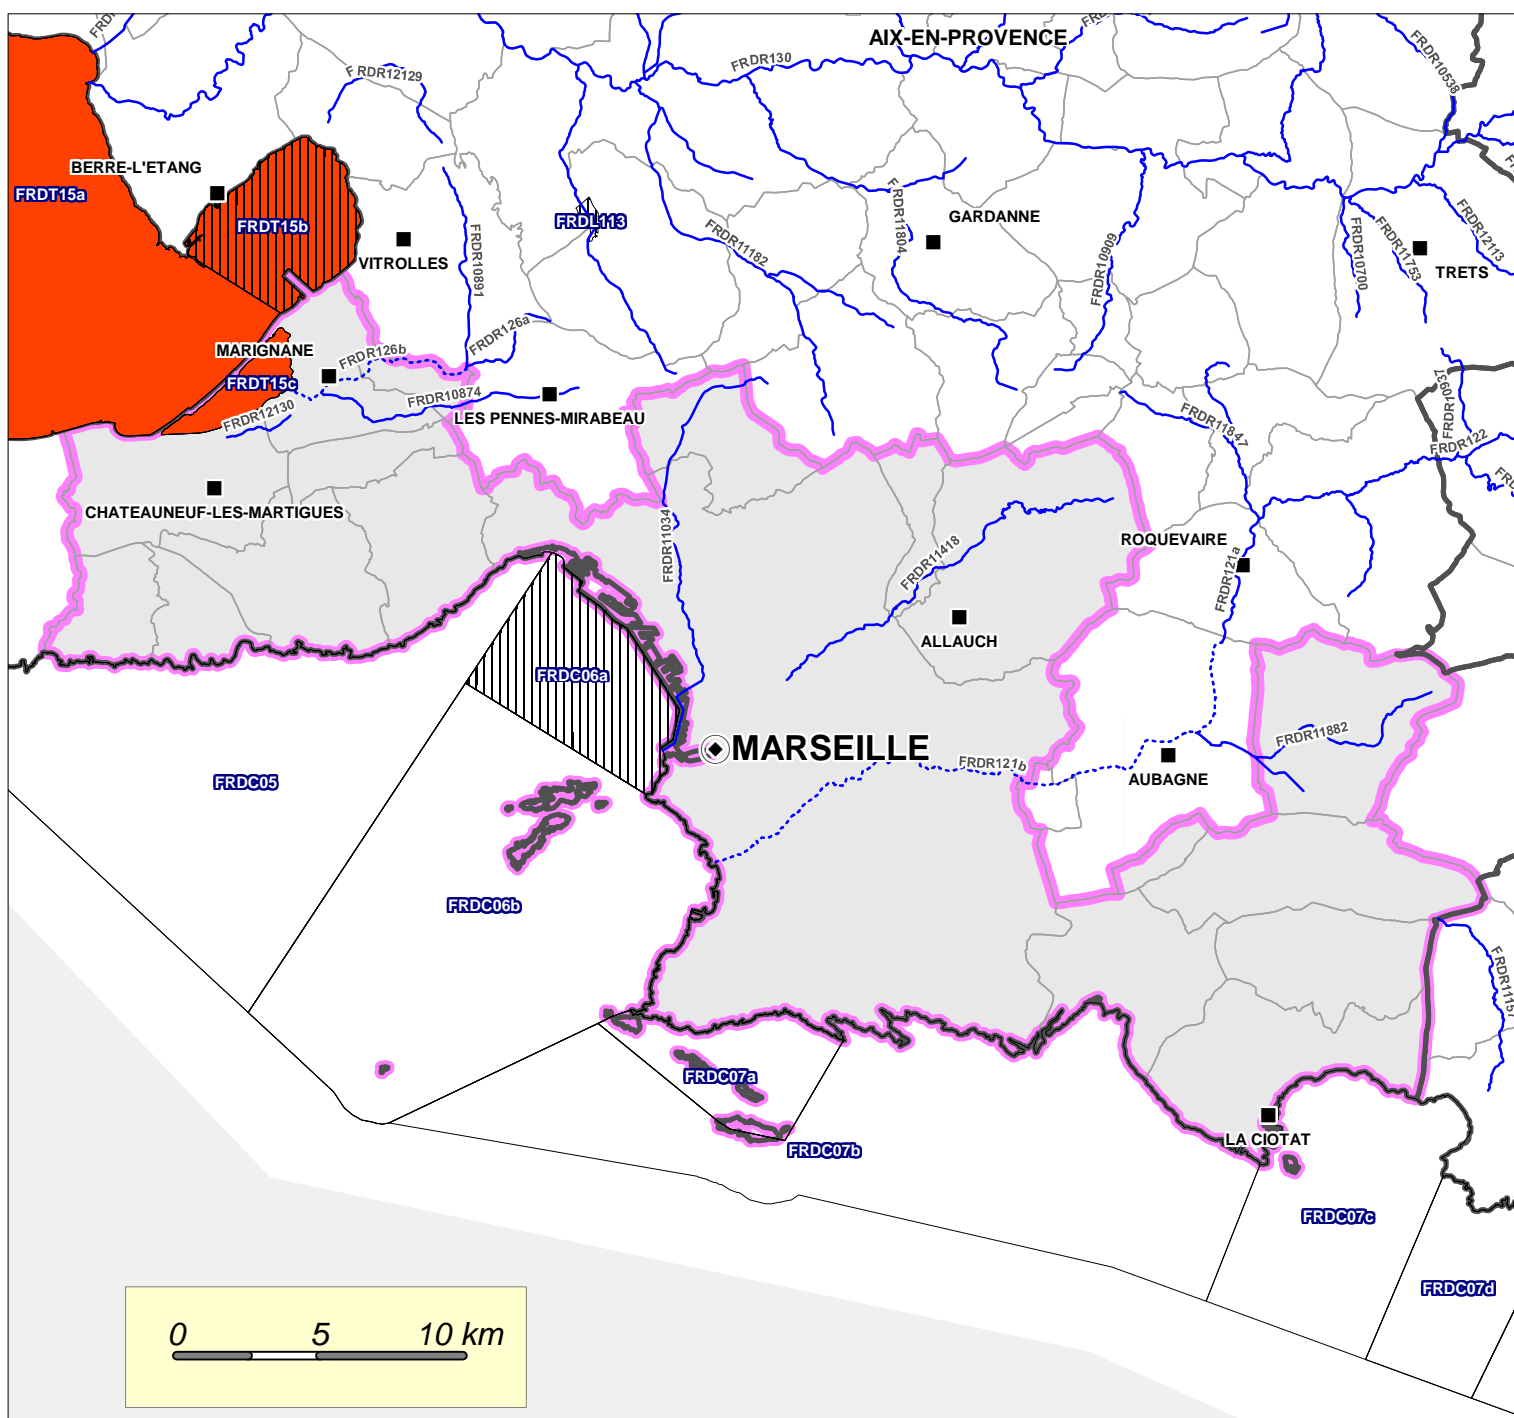 AIX-EN-PROVENCE
FRDR130
FRDR12129
FRDR10538
BERRE-L'ETANG
FRDT15a
FRDT15b
FRDL113
VITROLLES
FRDR10891
FRDR11182
FRDR11804
GARDANNE
FRDR10909
FRDR10700
FRDR11753
FRDR12113
TRETS
MARIGNANE
FRDR126b
FRDR126a
FRDT15c
FRDR12130
FRDR10874
LES PENNES-MIRABEAU
FRDR11847
FRDR10937
FRDR122
CHATEAUNEUF-LES-MARTIGUES
FRDR11034
FRDR11418
ROQUEVAIRE
FRDR121a
ALLAUCH
FRDC06a
MARSEILLE
FRDR121b
FRDR11882
AUBAGNE
FRDC05
FRDC06b
FRDR11157
FRDC07a
FRDC07b
LA CIOTAT
FRDC07c
FRDC07d
0 5 10 km